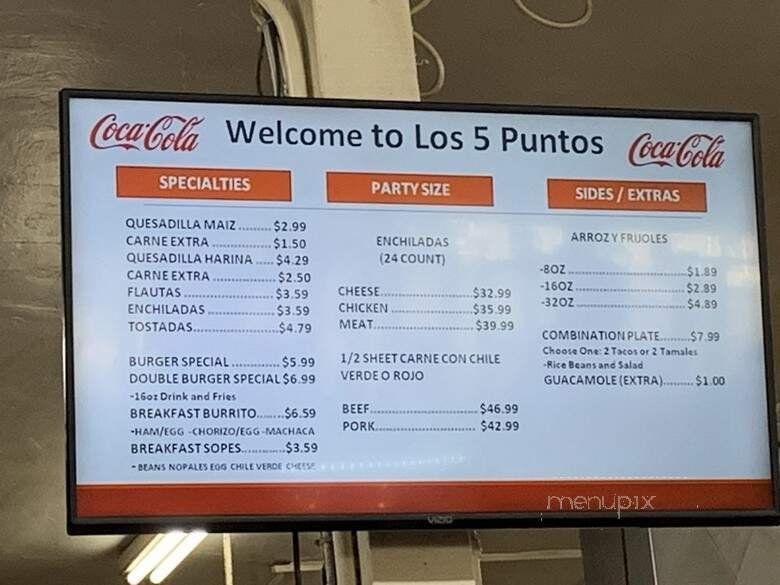 Coca-Cola
Welcome to Los 5 Puntos
Coca-Cola
SPECIALTIES
QUESADILLA MAIZ ......... $2.99
CARNE EXTRA ................ $1.50
QUESADILLA HARINA ..... $4.29
CARNE EXTRA ................ $2.50
FLAUTAS ........................ $3.59
ENCHILADAS ................... $3.59
TOSTADAS....................... $4.79
BURGER SPECIAL .............. $5.99
DOUBLE BURGER SPECIAL $6.99
-16oz Drink and Fries
BREAKFAST BURRITO....... $6.59
-HAM/EGG -CHORIZO/EGG -MACHACA
BREAKFAST SOPES........... $3.59
- BEANS NOPALES EGG CHILE VERDE CHEESE
PARTY SIZE
ENCHILADAS
(24 COUNT)
CHEESE....................... $32.99
CHICKEN ..................... $35.99
MEAT.......................... $39.99
1/2 SHEET CARNE CON CHILE
VERDE O ROJO
BEEF............................ $46.99
PORK........................... $42.99
SIDES / EXTRAS
ARROZ Y FRIJOLES
-8OZ .............................. $1.89
-16OZ ............................ $2.89
-32OZ ............................ $4.89
COMBINATION PLATE......... $7.99
Choose One: 2 Tacos or 2 Tamales
-Rice Beans and Salad
GUACAMOLE (EXTRA).......... $1.00
menupix
VIZIO